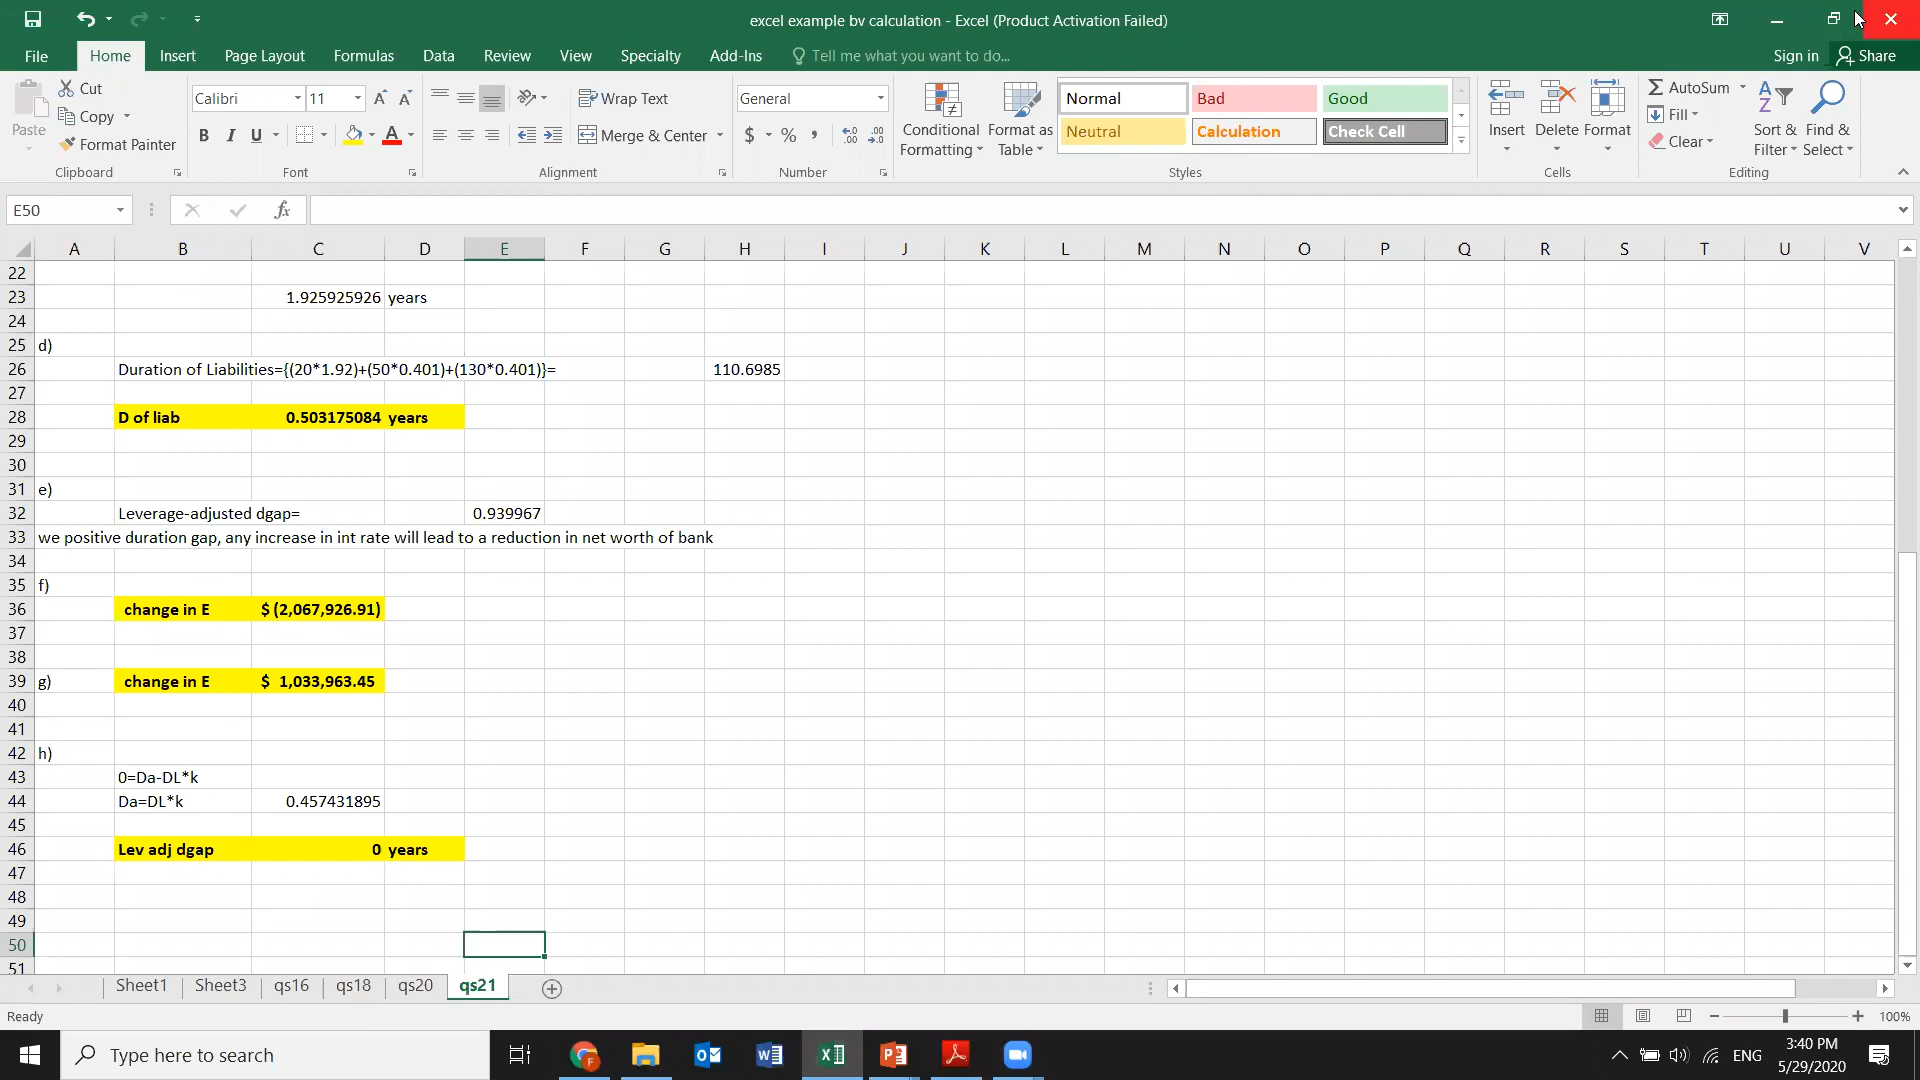 excel example bv calculation - Excel (Product Activation Failed)
File Home Insert Page Layout Formulas Data Review View Specialty Add-Ins Tell me what you want to do... Sign in Share
Paste Cut Copy Format Painter Clipboard
Calibri 11 B I U A Font
Wrap Text Merge & Center Alignment
General $ % , Number
Conditional Formatting Format as Table
Normal Bad Good
Neutral Calculation Check Cell
Styles
Insert Delete Format Cells
AutoSum Fill Clear Sort & Filter Find & Select Editing
E50 fx
A B C D E F G H I J K L M N O P Q R S T U V
22
23 1.925925926 years
24
25 d)
26 Duration of Liabilities={(20*1.92)+(50*0.401)+(130*0.401)}= 110.6985
27
28 D of liab 0.503175084 years
29
30
31 e)
32 Leverage-adjusted dgap= 0.939967
33 we positive duration gap, any increase in int rate will lead to a reduction in net worth of bank
34
35 f)
36 change in E $ (2,067,926.91)
37
38
39 g) change in E $ 1,033,963.45
40
41
42 h)
43 0=Da-DL*k
44 Da=DL*k 0.457431895
45
46 Lev adj dgap 0 years
47
48
49
50
51
Sheet1 Sheet3 qs16 qs18 qs20 qs21
Ready 100%
Type here to search ENG 3:40 PM
5/29/2020